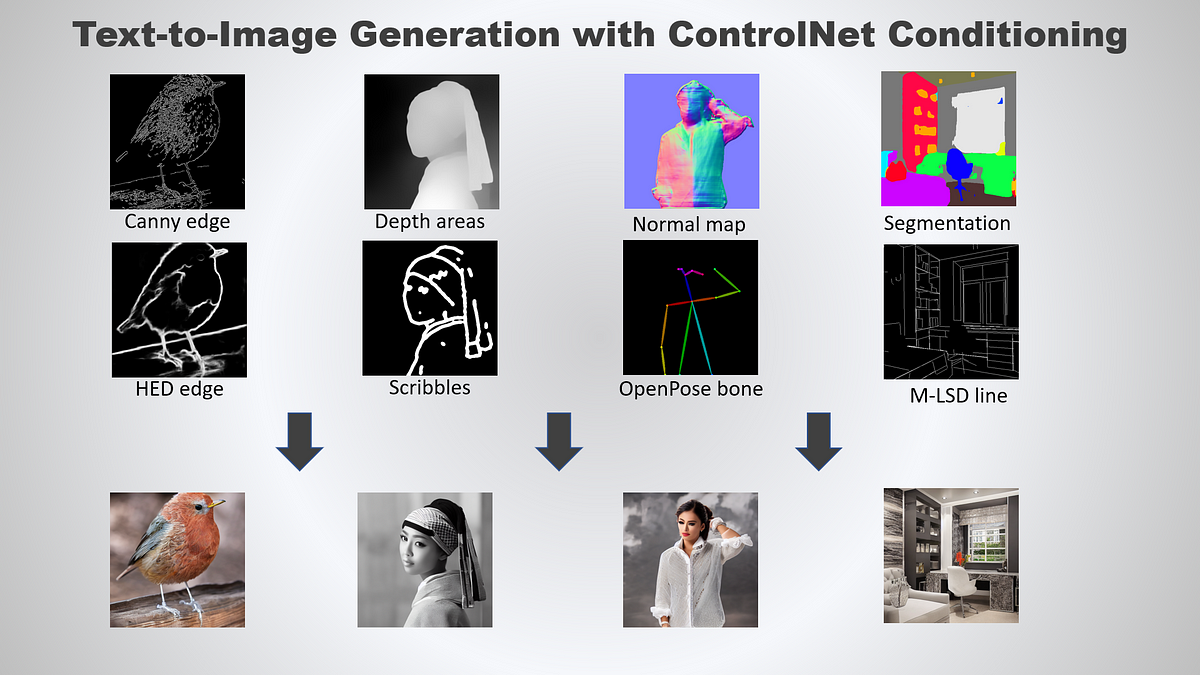 Text-to-Image Generation with ControlNet Conditioning
Canny edge
Depth areas
Normal map
Segmentation
HED edge
Scribbles
OpenPose bone
M-LSD line